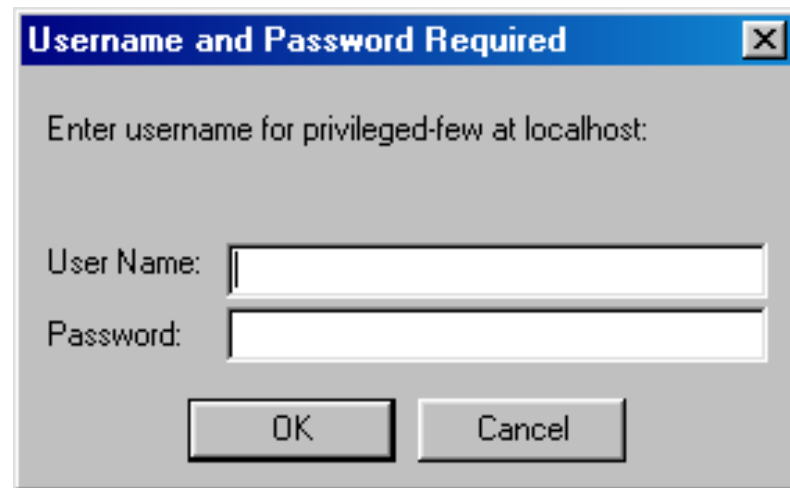 Username and Password Required
Enter username for privileged-few at localhost:
User Name:
Password:
OK Cancel